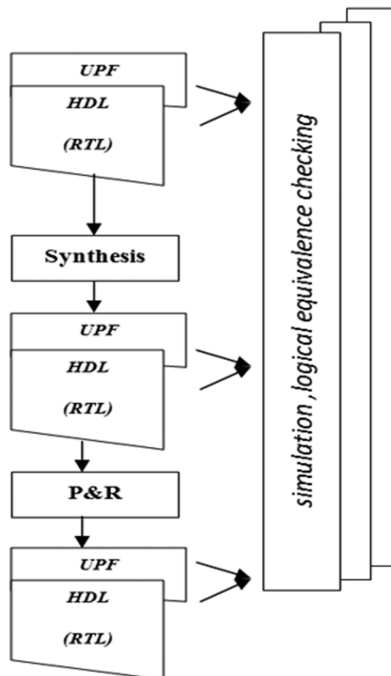 UPF
HDL
(RTL)
Synthesis
UPF
HDL
(RTL)
P&R
UPF
HDL
(RTL)
simulation ,logical equivalence checking